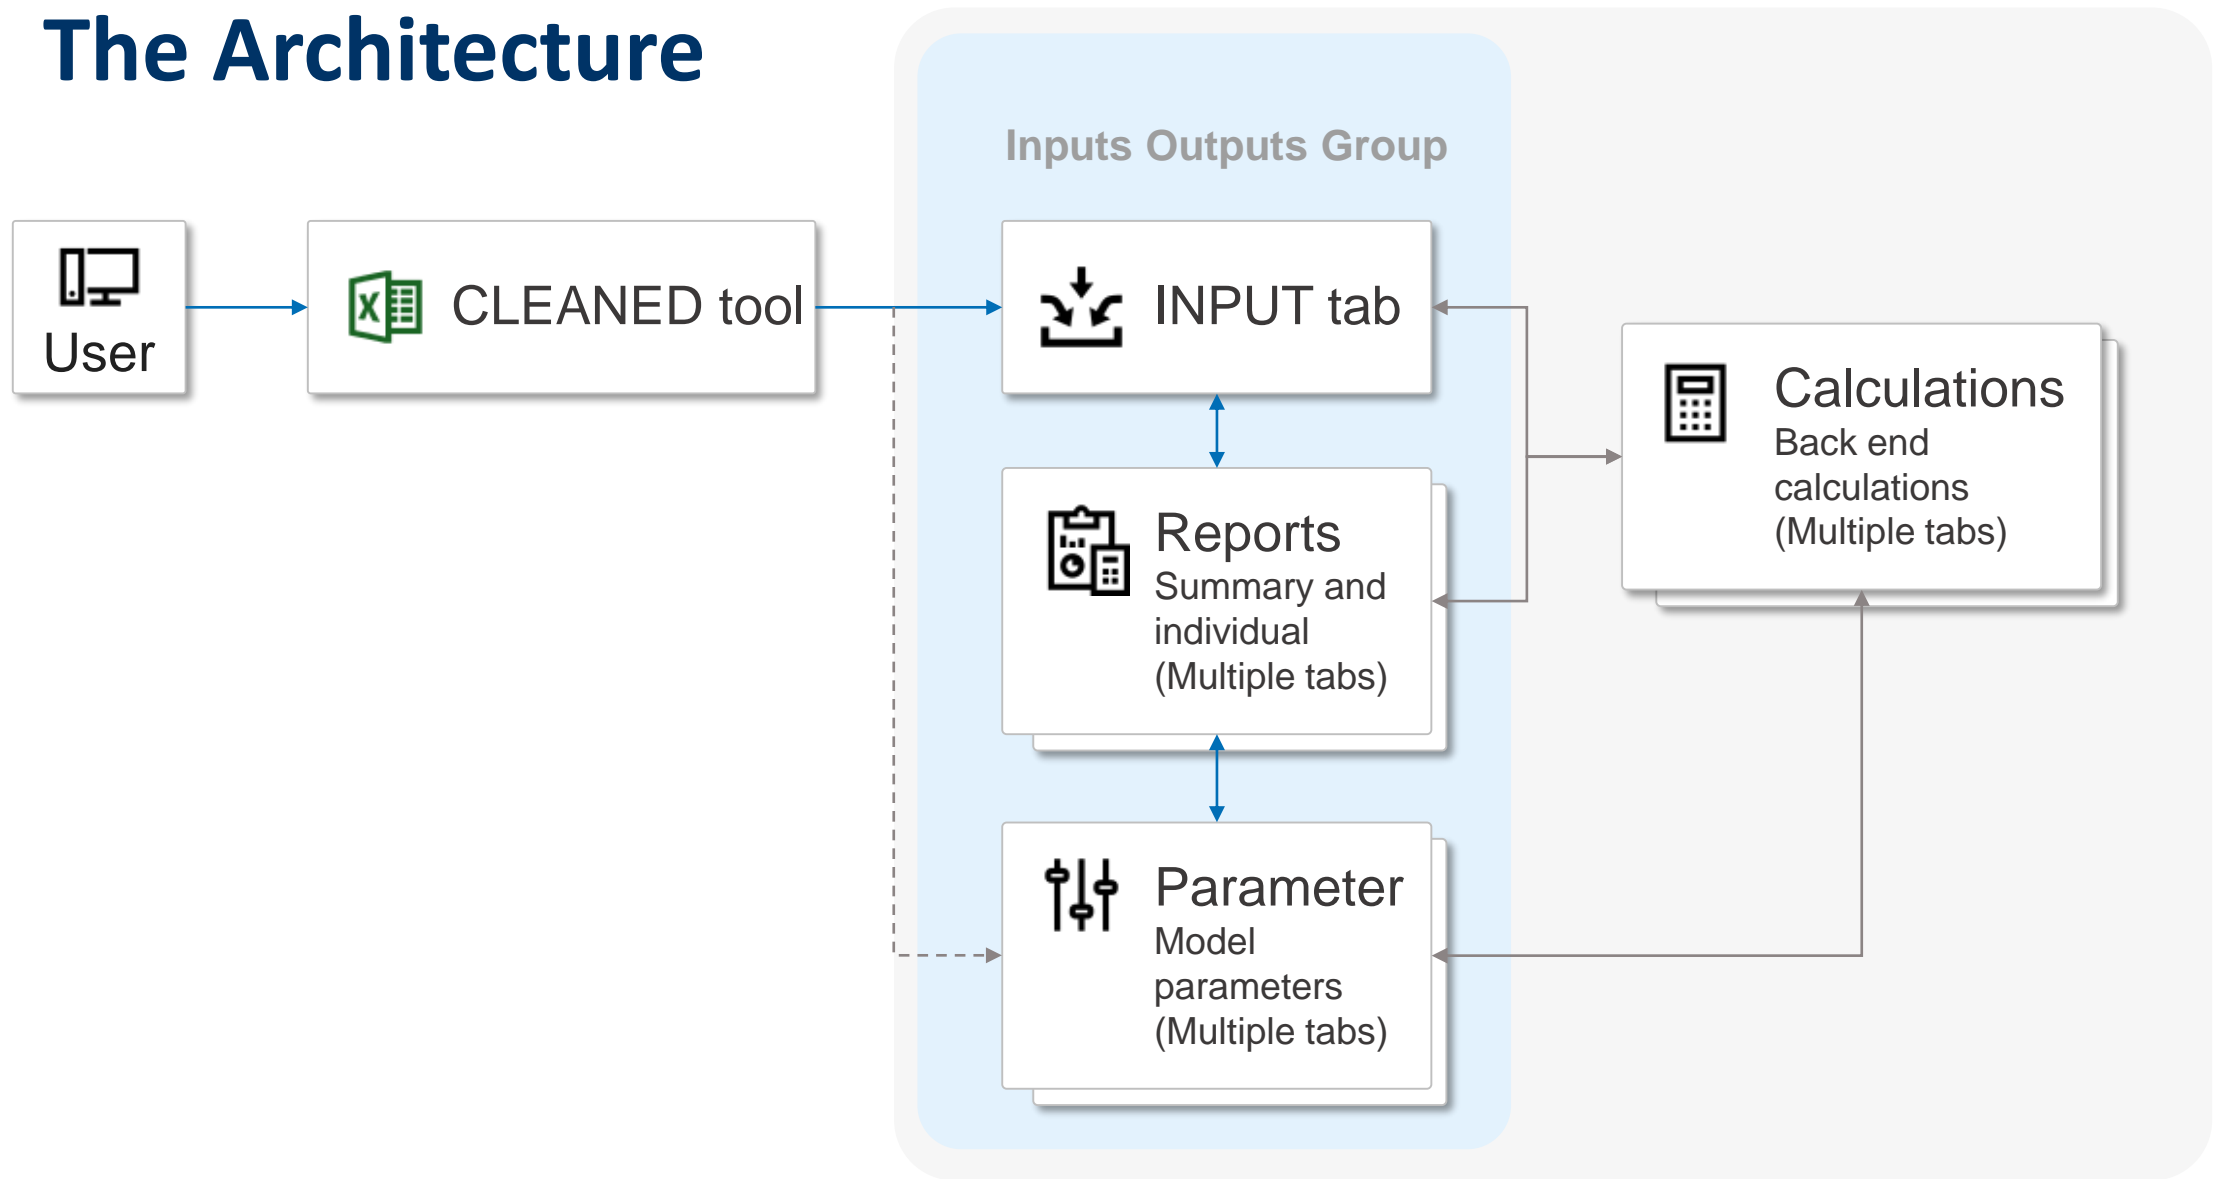 The Architecture
Inputs Outputs Group
User
CLEANED tool
INPUT tab
Reports
Summary and
individual
(Multiple tabs)
Parameter
Model
parameters
(Multiple tabs)
Calculations
Back end
calculations
(Multiple tabs)